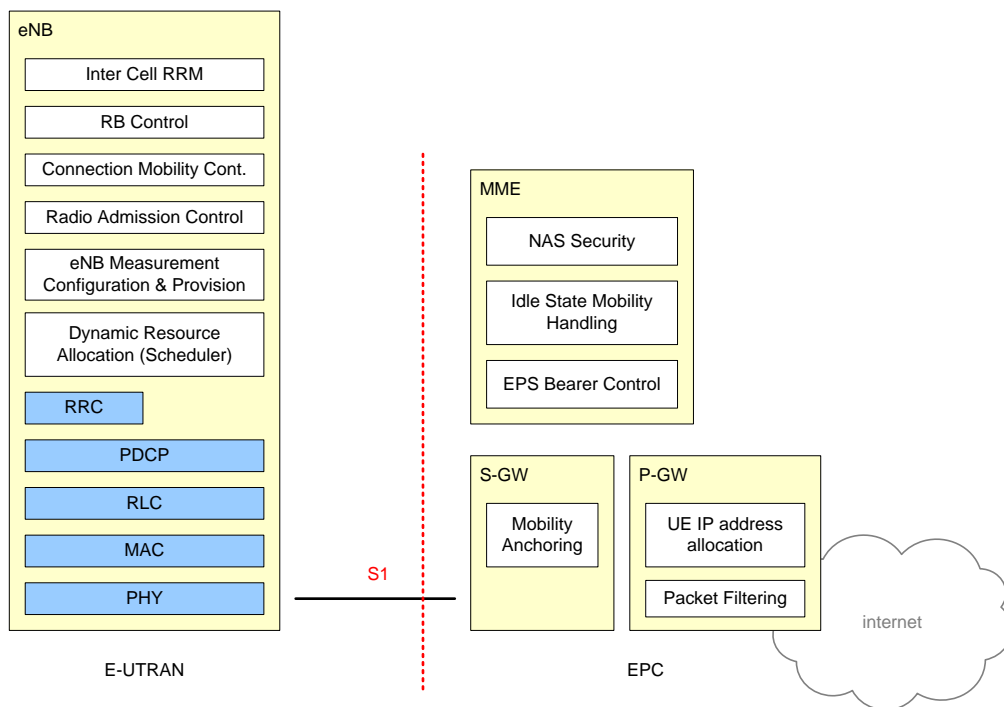 eNB
Inter Cell RRM
RB Control
Connection Mobility Cont.
Radio Admission Control
eNB Measurement
Configuration & Provision
Dynamic Resource
Allocation (Scheduler)
RRC
PDCP
RLC
MAC
PHY
S1
MME
NAS Security
Idle State Mobility
Handling
EPS Bearer Control
S-GW
Mobility
Anchoring
P-GW
UE IP address
allocation
Packet Filtering
internet
E-UTRAN
EPC